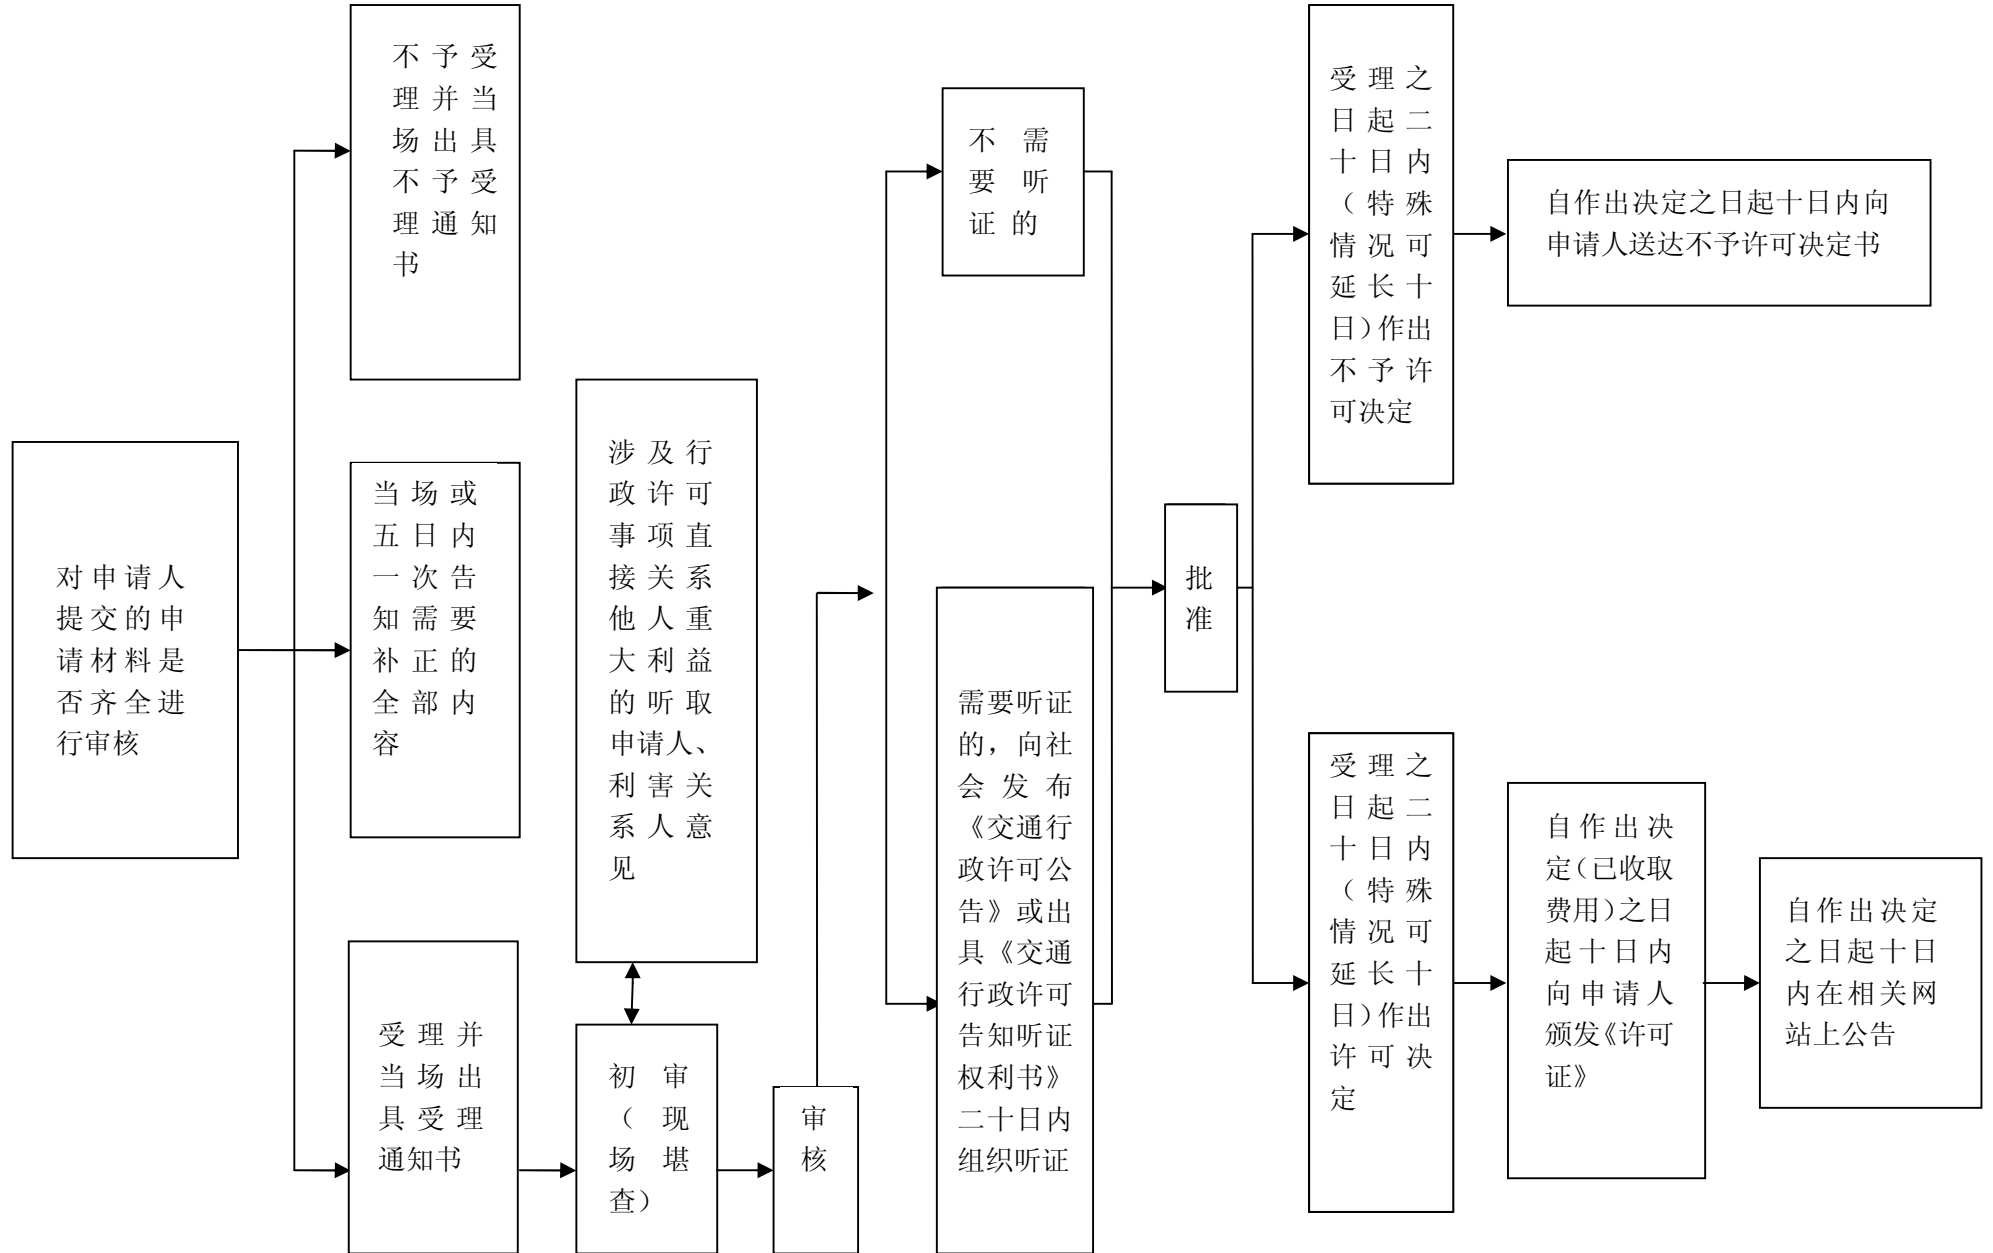 对申请人
提交的申
请材料是
否齐全进
行审核
不予受
理并当
场出具
不予受
理通知
书
当场或
五日内
一次告
知需要
补正的
全部内
容
受理并
当场出
具受理
通知书
涉及行
政许可
事项直
接关系
他人重
大利益
的听取
申请人、
利害关
系人意
见
初审
（现
场堪
查）
审
核
不需
要听
证的
需要听证
的，向社
会发布
《交通行
政许可公
告》或出
具《交通
行政许可
告知听证
权利书》
二十日内
组织听证
批
准
受理之
日起二
十日内
（特殊
情况可
延长十
日）作出
不予许
可决定
自作出决定之日起十日内向
申请人送达不予许可决定书
受理之
日起二
十日内
（特殊
情况可
延长十
日）作出
许可决
定
自作出决
定（已收取
费用）之日
起十日内
向申请人
颁发《许可
证》
自作出决定
之日起十日
内在相关网
站上公告